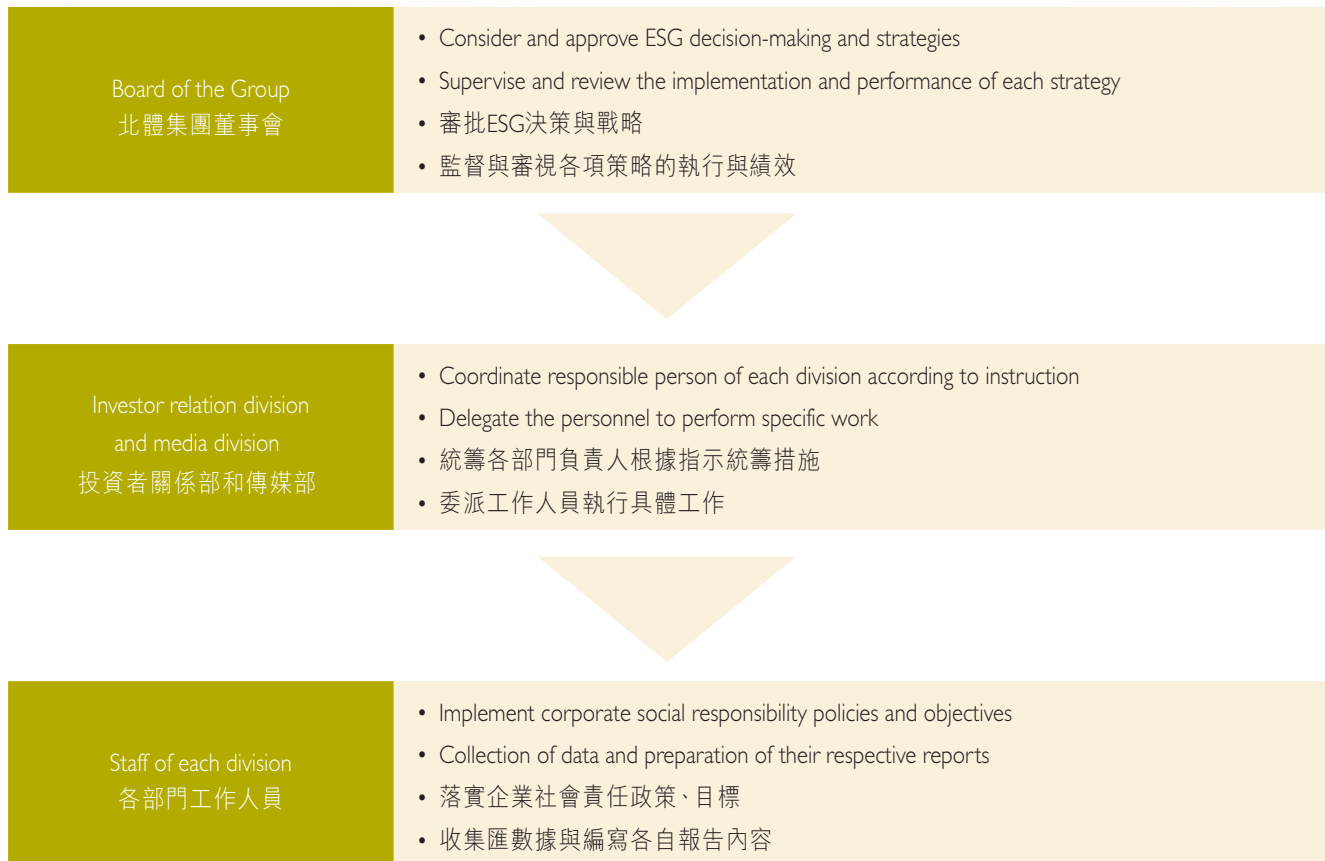 Board of the Group
北體集團董事會
• Consider and approve ESG decision-making and strategies
• Supervise and review the implementation and performance of each strategy
• 審批ESG決策與戰略
• 監督與審視各項策略的執行與績效
Investor relation division
and media division
投資者關係部和傳媒部
• Coordinate responsible person of each division according to instruction
• Delegate the personnel to perform specific work
• 統籌各部門負責人根據指示統籌措施
• 委派工作人員執行具體工作
Staff of each division
各部門工作人員
• Implement corporate social responsibility policies and objectives
• Collection of data and preparation of their respective reports
• 落實企業社會責任政策、目標
• 收集匯數據與編寫各自報告內容